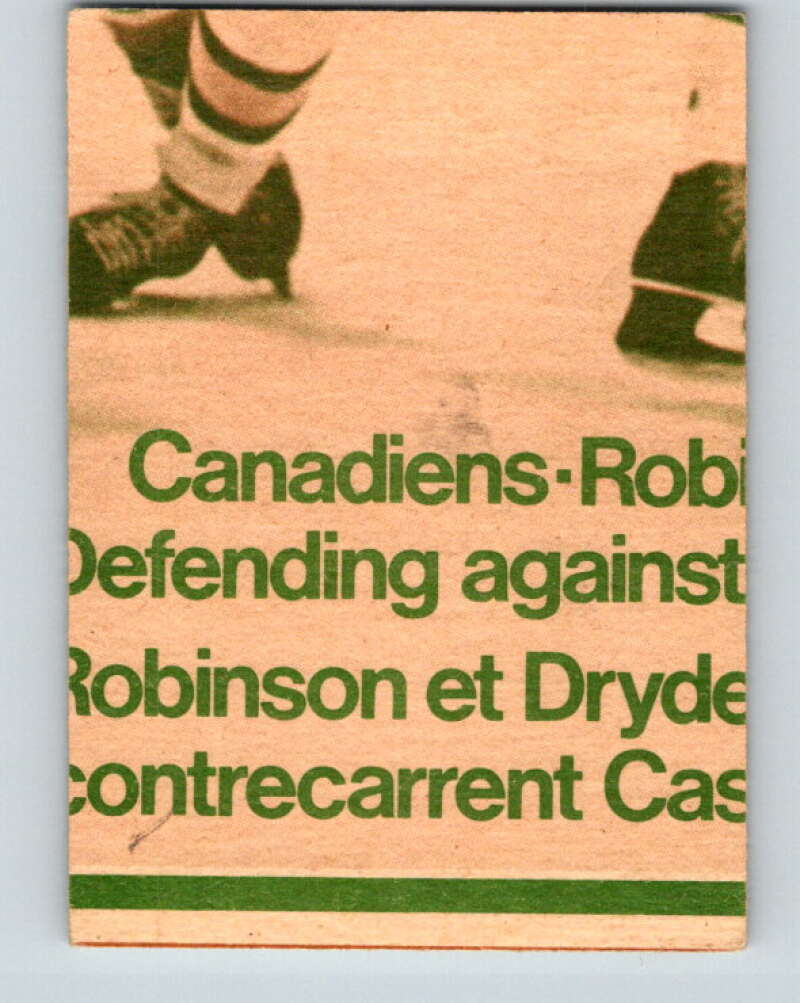 Canadiens·Robi
Defending against
Robinson et Dryde
contrecarrent Cas